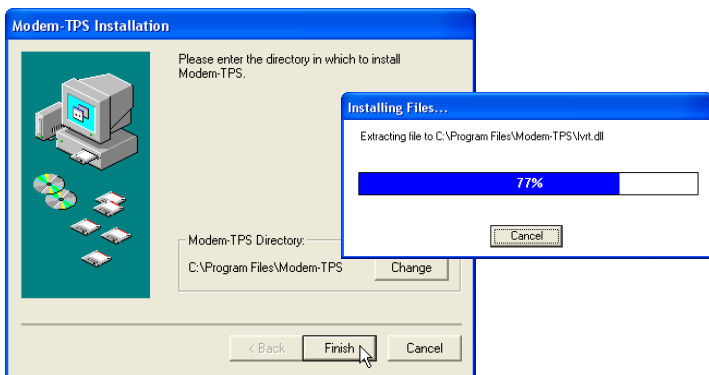 Modem-TPS Installation
Please enter the directory in which to install
Modem-TPS.
Modem-TPS Directory:
C:\Program Files\Modem-TPS
Change
< Back
Finish
Cancel
Installing Files...
Extracting file to C:\Program Files\Modem-TPS\lvrt.dll
77%
Cancel